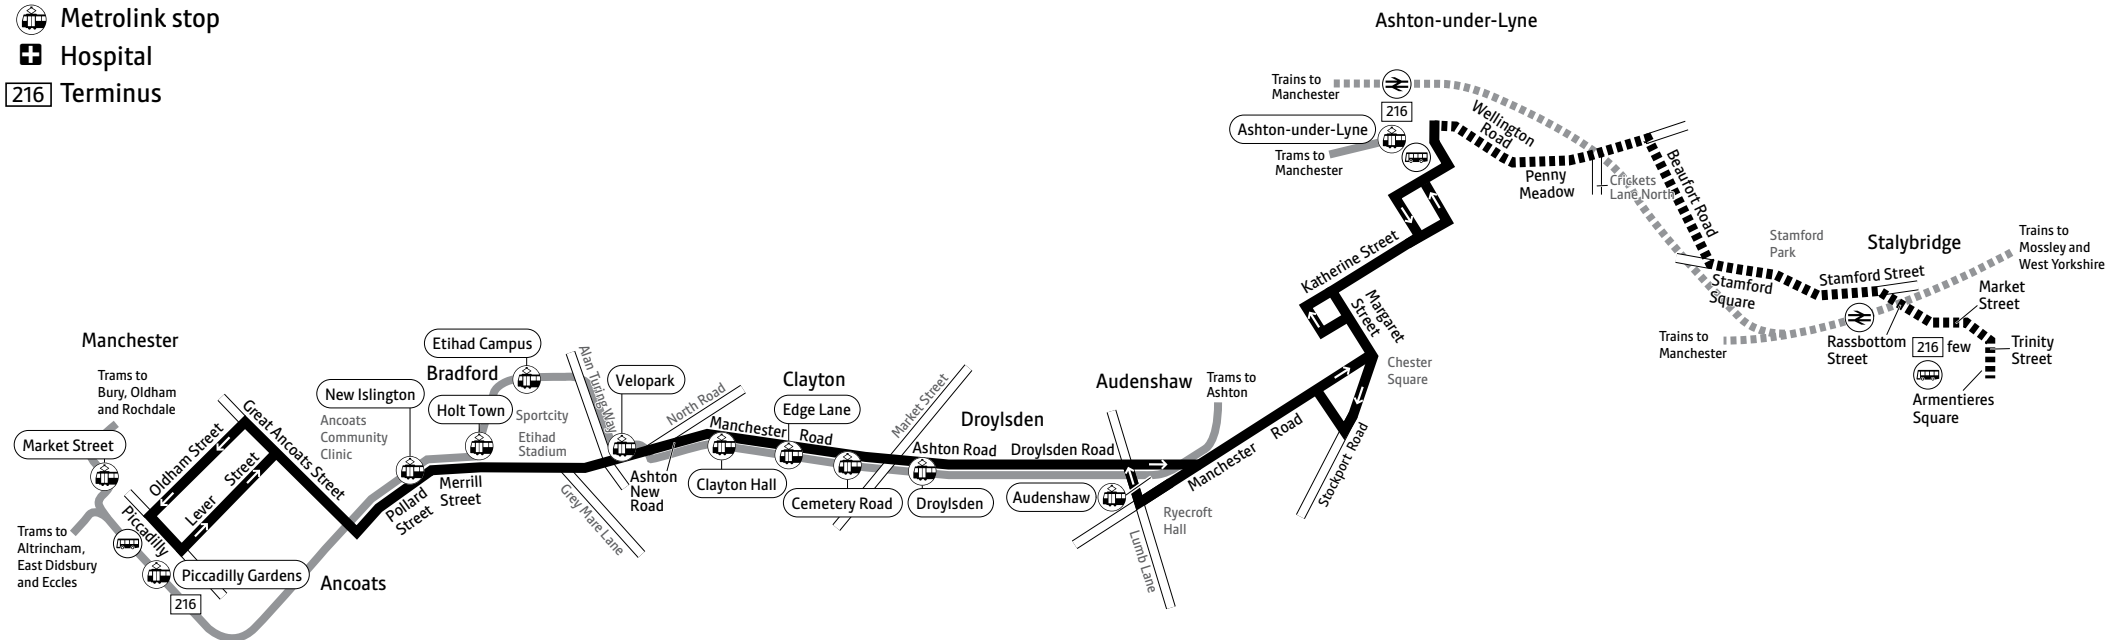 Metrolink stop
Hospital
216 Terminus
Manchester
Trams to
Bury, Oldham
and Rochdale
Market Street
Trams to
Altrincham,
East Didsbury
and Eccles
Oldham Street
Lever Street
Piccadilly
Piccadilly Gardens
216
Great Ancoats Street
Ancoats
New Islington
Ancoats
Community
Clinic
Pollard
Street
Merrill
Street
Etihad Campus
Bradford
Holt Town
Sportcity
Etihad
Stadium
Alan Turing Way
Grey Mare Lane
Velopark
North Road
Ashton
New
Road
Clayton
Edge Lane
Manchester Road
Clayton Hall
Cemetery Road
Market Street
Droylsden
Ashton Road
Droylsden Road
Droylsden
Audenshaw
Trams to
Ashton
Audenshaw
Ryecroft
Hall
Lumb Lane
Manchester Road
Stockport Road
Chester
Square
Margaret
Street
Katherine Street
Ashton-under-Lyne
Trains to
Manchester
216
Ashton-under-Lyne
Trams to
Manchester
Wellington
Road
Penny
Meadow
Crickets
Lane North
Beaufort Road
Stamford
Square
Stamford
Park
Stalybridge
Stamford Street
Trains to
Mossley and
West Yorkshire
Market
Street
Trains to
Manchester
Rassbottom
Street
216 few
Trinity
Street
Armentieres
Square